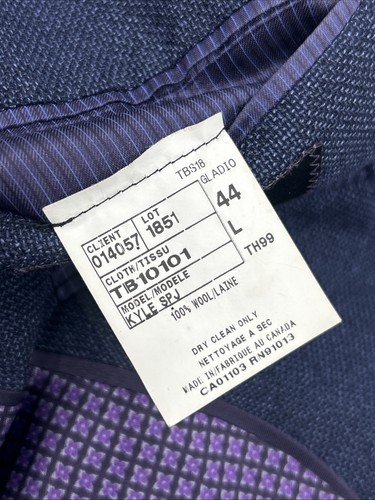 TBS18
GLADIO
CLIENT LOT
014057 1851
44
CLOTH/TISSU
TB10101
L
MODEL/MODELE
KYLE SPJ
TH99
100% WOOL/LAINE
DRY CLEAN ONLY
NETTOYAGE A SEC
MADE IN/FABRIQUE AU CANADA
CA01103 RN91013